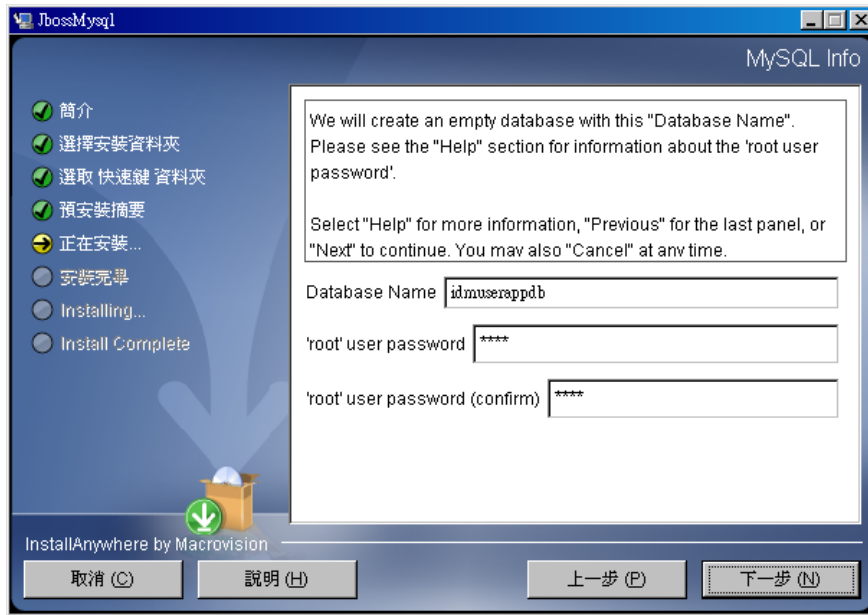 JbossMysql
MySQL Info
簡介
選擇安裝資料夾
選取 快速鍵 資料夾
預安裝摘要
正在安裝...
安裝完畢
Installing...
Install Complete
We will create an empty database with this "Database Name".
Please see the "Help" section for information about the 'root user
password'.
Select "Help" for more information, "Previous" for the last panel, or
"Next" to continue. You may also "Cancel" at any time.
Database Name idmuserappdb
'root' user password ****
'root' user password (confirm) ****
InstallAnywhere by Macrovision
取消 (C) 說明 (H) 上一步 (P) 下一步 (N)